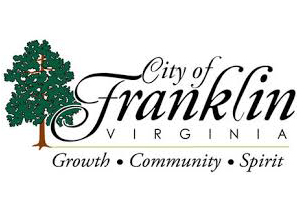 City of
Franklin
VIRGINIA
Growth • Community • Spirit